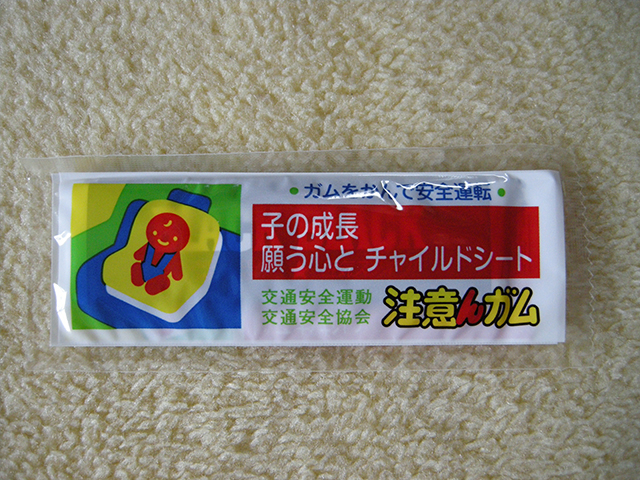 ・ガムをかんで安全運転・
子の成長
願う心と チャイルドシート
交通安全運動
交通安全協会
注意んガム